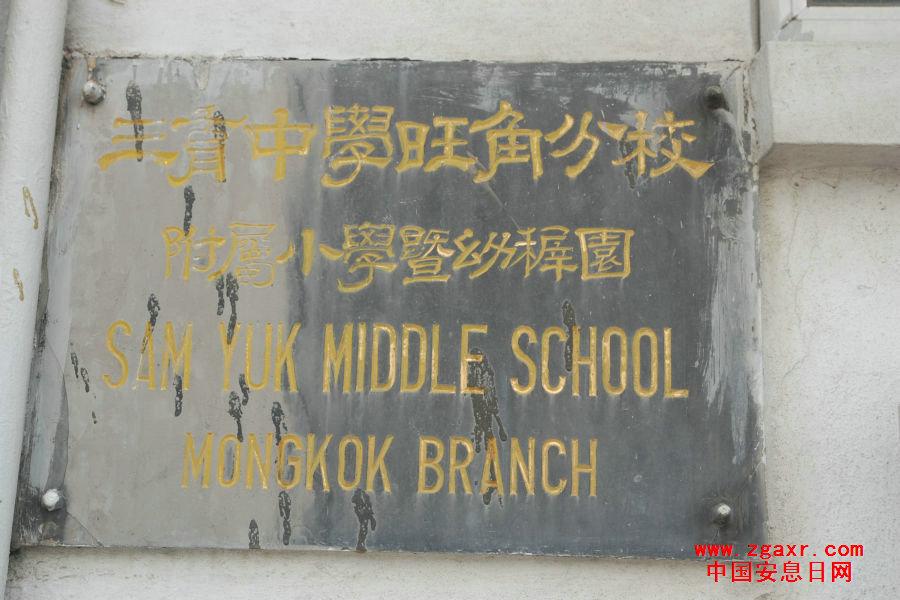 三育中學旺角分校
附屬小學暨幼稚園
SAM YUK MIDDLE SCHOOL
MONGKOK BRANCH
www.zgaxr.com
中国安息日网